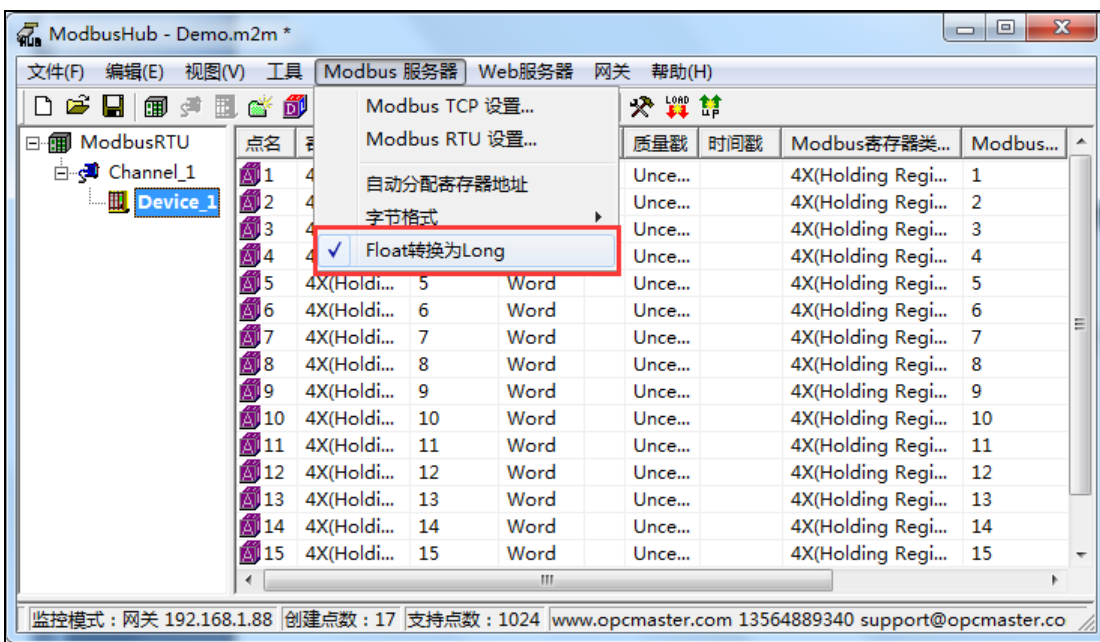 ModbusHub - Demo.m2m *
文件(F) 编辑(E) 视图(V) 工具 Modbus 服务器 Web服务器 网关 帮助(H)
Modbus TCP 设置...
Modbus RTU 设置...
自动分配寄存器地址
字节格式
✓ Float转换为Long
ModbusRTU
Channel_1
Device_1
点名 质量戳 时间戳 Modbus寄存器类... Modbus...
1 4 Unce... 4X(Holding Regi... 1
2 4 Unce... 4X(Holding Regi... 2
3 4 Unce... 4X(Holding Regi... 3
4 4 Unce... 4X(Holding Regi... 4
5 4X(Holdi... 5 Word Unce... 4X(Holding Regi... 5
6 4X(Holdi... 6 Word Unce... 4X(Holding Regi... 6
7 4X(Holdi... 7 Word Unce... 4X(Holding Regi... 7
8 4X(Holdi... 8 Word Unce... 4X(Holding Regi... 8
9 4X(Holdi... 9 Word Unce... 4X(Holding Regi... 9
10 4X(Holdi... 10 Word Unce... 4X(Holding Regi... 10
11 4X(Holdi... 11 Word Unce... 4X(Holding Regi... 11
12 4X(Holdi... 12 Word Unce... 4X(Holding Regi... 12
13 4X(Holdi... 13 Word Unce... 4X(Holding Regi... 13
14 4X(Holdi... 14 Word Unce... 4X(Holding Regi... 14
15 4X(Holdi... 15 Word Unce... 4X(Holding Regi... 15
监控模式：网关 192.168.1.88 创建点数：17 支持点数：1024 www.opcmaster.com 13564889340 support@opcmaster.co